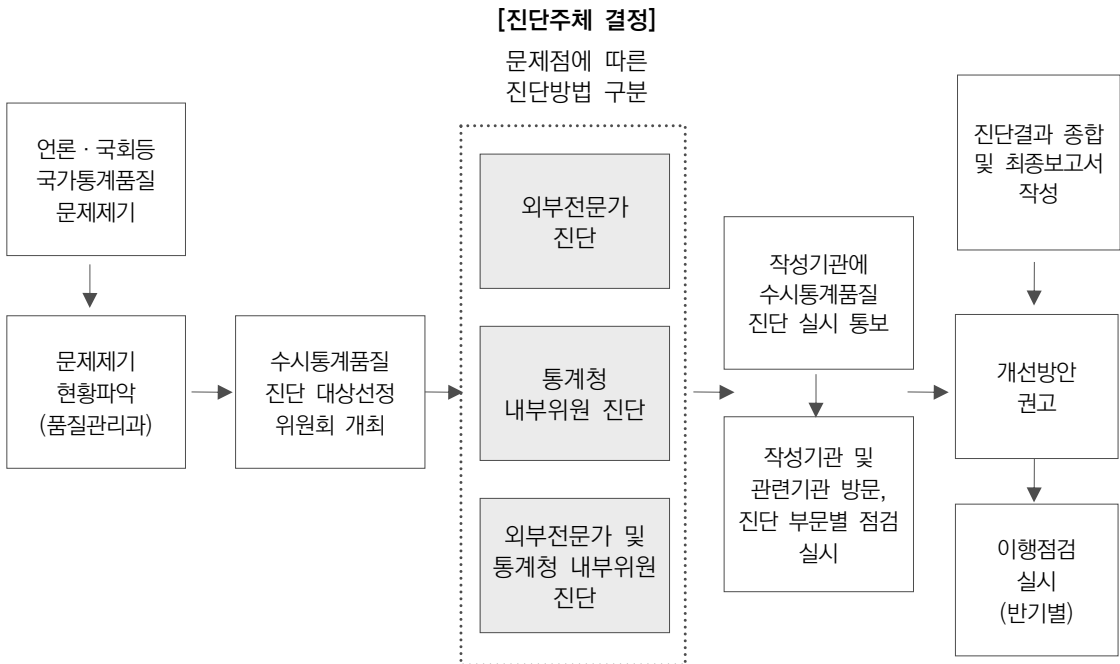 [진단주체 결정]
문제점에 따른
진단방법 구분
언론 · 국회등
국가통계품질
문제제기
문제제기
현황파악
(품질관리과)
수시통계품질
진단 대상선정
위원회 개최
외부전문가
진단
통계청
내부위원 진단
외부전문가 및
통계청 내부위원
진단
작성기관에
수시통계품질
진단 실시 통보
작성기관 및
관련기관 방문,
진단 부문별 점검
실시
진단결과 종합
및 최종보고서
작성
개선방안
권고
이행점검
실시
(반기별)